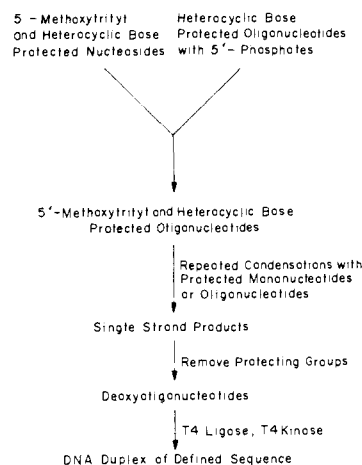 5 - Methoxytrityl
and Heterocyclic Base
Protected Nucleosides
Heterocyclic Base
Protected Oligonucleotides
with 5'- Phosphates
5'-Methoxytrityl and Heterocyclic Base
Protected Oligonucleotides
Repeated Condensations with
Protected Mononucleotides
or Oligonucleotides
Single Strand Products
Remove Protecting Groups
Deoxyoligonucleotides
T4 Ligase, T4 Kinase
DNA Duplex of Defined Sequence